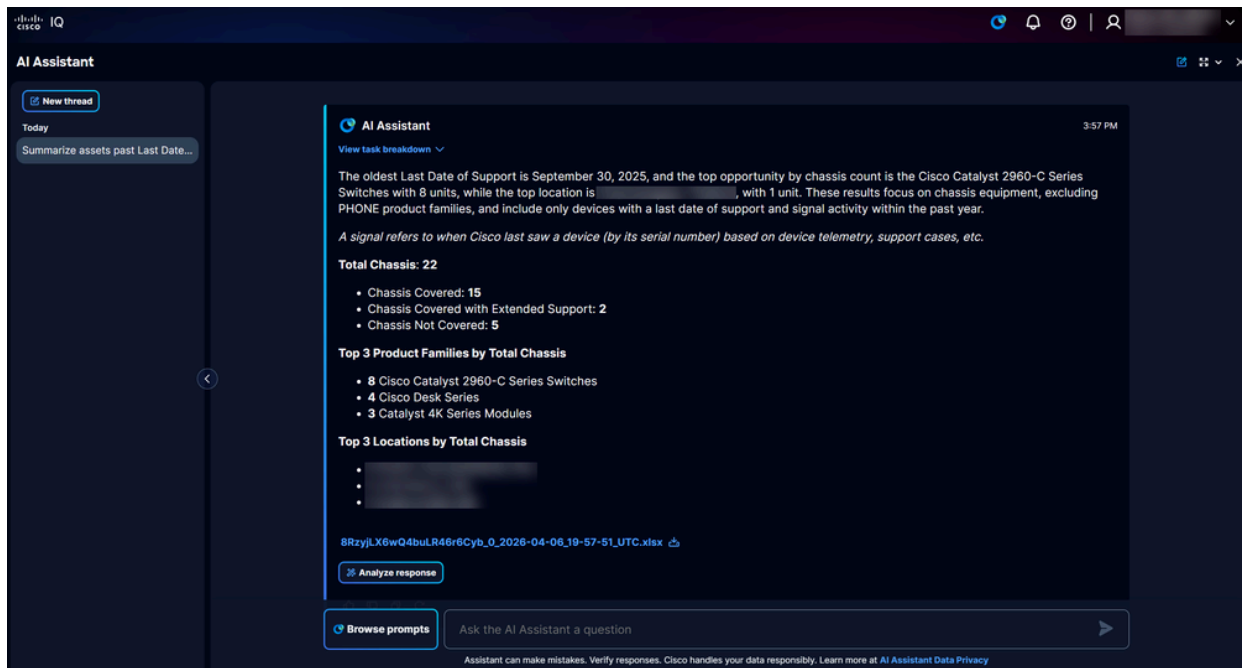 cisco IQ
AI Assistant
New thread
Today
Summarize assets past Last Date...
AI Assistant
3:57 PM
View task breakdown
The oldest Last Date of Support is September 30, 2025, and the top opportunity by chassis count is the Cisco Catalyst 2960-C Series
Switches with 8 units, while the top location is , with 1 unit. These results focus on chassis equipment, excluding
PHONE product families, and include only devices with a last date of support and signal activity within the past year.
A signal refers to when Cisco last saw a device (by its serial number) based on device telemetry, support cases, etc.
Total Chassis: 22
• Chassis Covered: 15
• Chassis Covered with Extended Support: 2
• Chassis Not Covered: 5
Top 3 Product Families by Total Chassis
• 8 Cisco Catalyst 2960-C Series Switches
• 4 Cisco Desk Series
• 3 Catalyst 4K Series Modules
Top 3 Locations by Total Chassis
8RzyjLX6wQ4buLR46r6Cyb_0_2026-04-06_19-57-51_UTC.xlsx
Analyze response
Browse prompts
Ask the AI Assistant a question
Assistant can make mistakes. Verify responses. Cisco handles your data responsibly. Learn more at AI Assistant Data Privacy